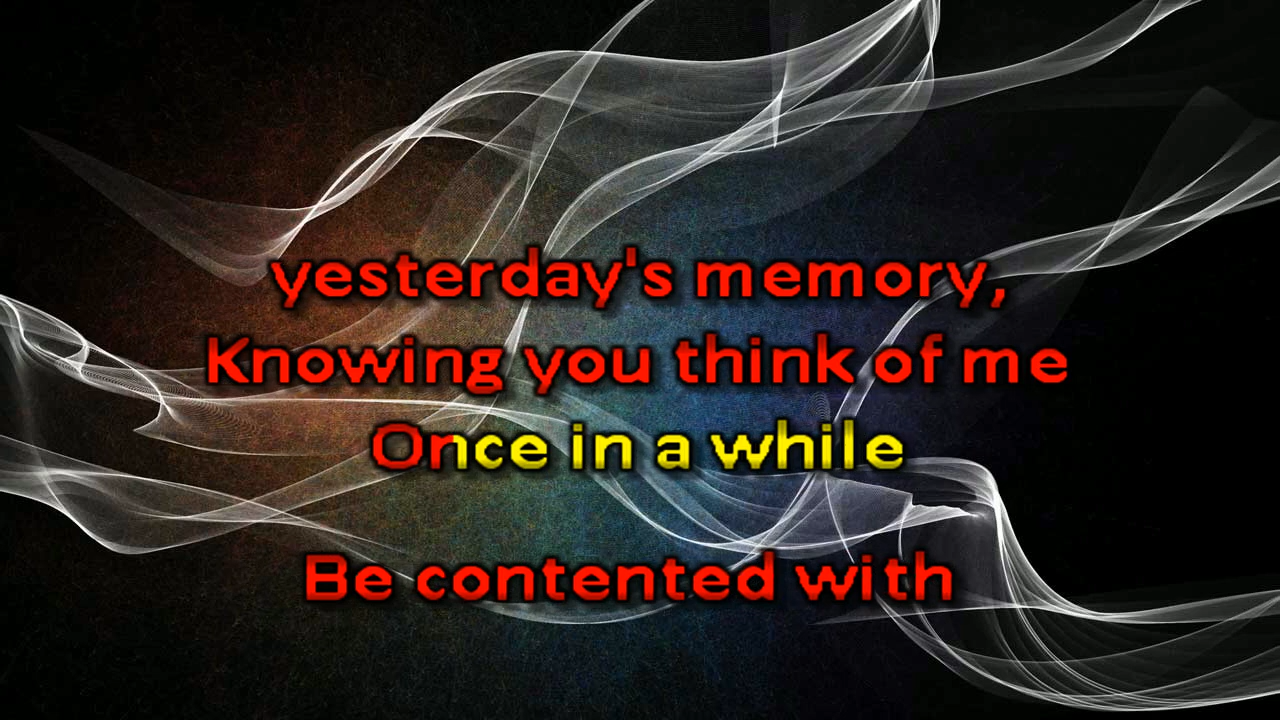 yesterday's memory,
Knowing you think of me
Once in a while
Be contented with